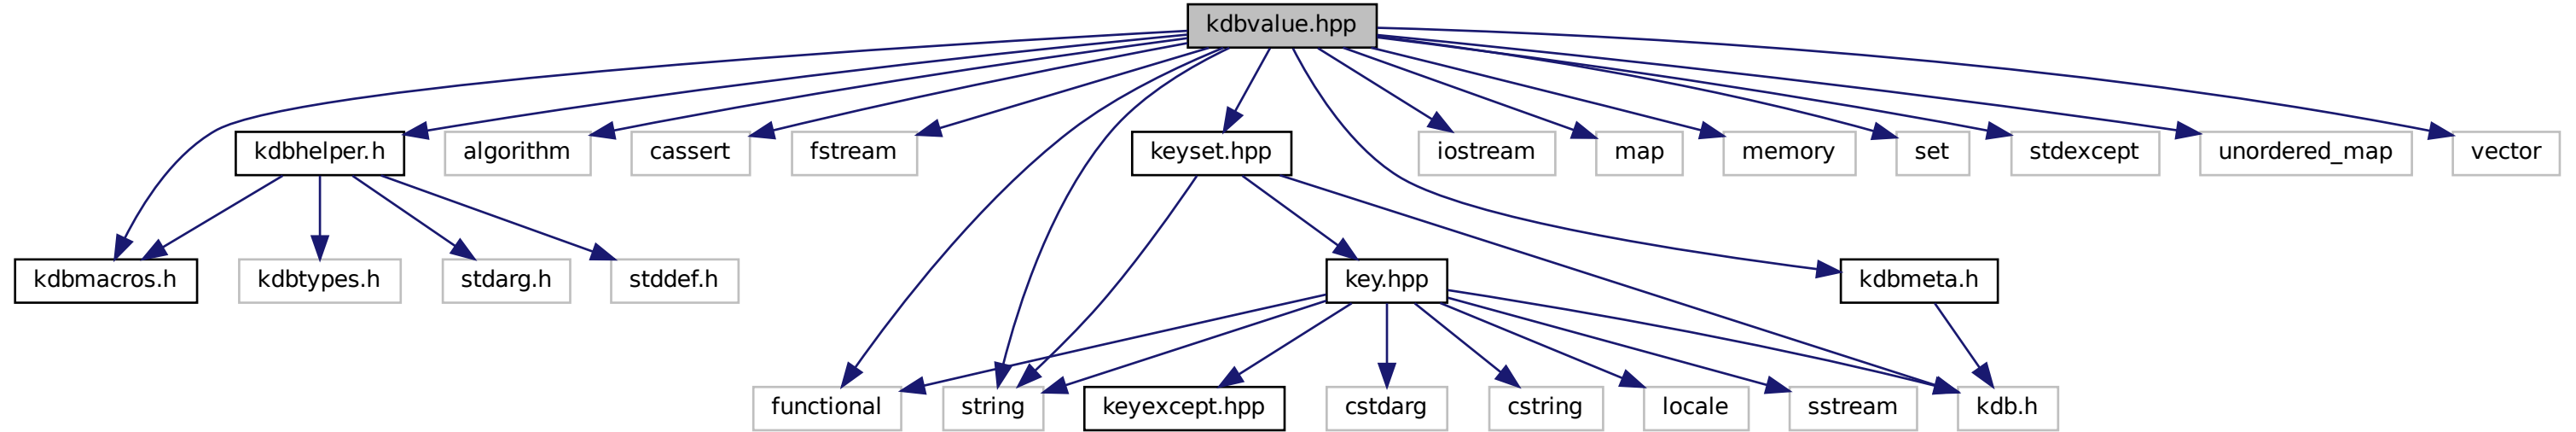 kdbvalue.hpp
kdbhelper.h
algorithm
cassert
fstream
keyset.hpp
iostream
map
memory
set
stdexcept
unordered_map
vector
kdbmacros.h
kdbtypes.h
stdarg.h
stddef.h
key.hpp
kdbmeta.h
functional
string
keyexcept.hpp
cstdarg
cstring
locale
sstream
kdb.h